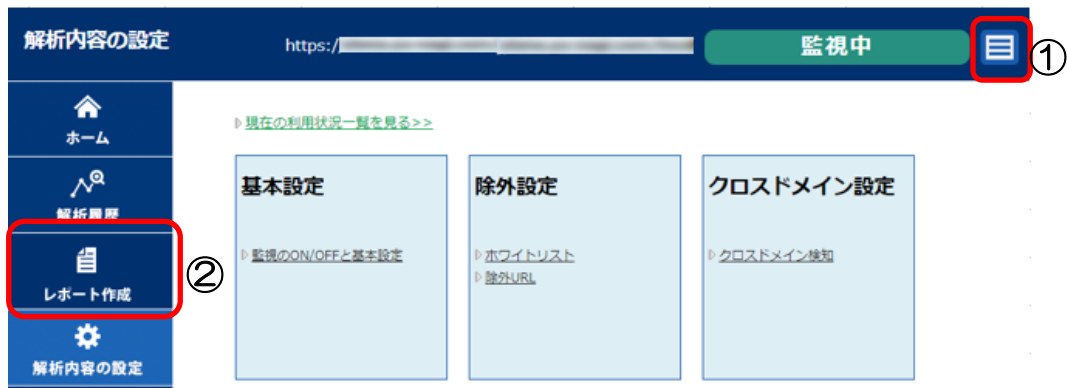 解析内容の設定
https:/
監視中
①
ホーム
解析履歴
レポート作成
②
解析内容の設定
現在の利用状況一覧を見る>>
基本設定
監視のON/OFFと基本設定
除外設定
ホワイトリスト
除外URL
クロスドメイン設定
クロスドメイン検知